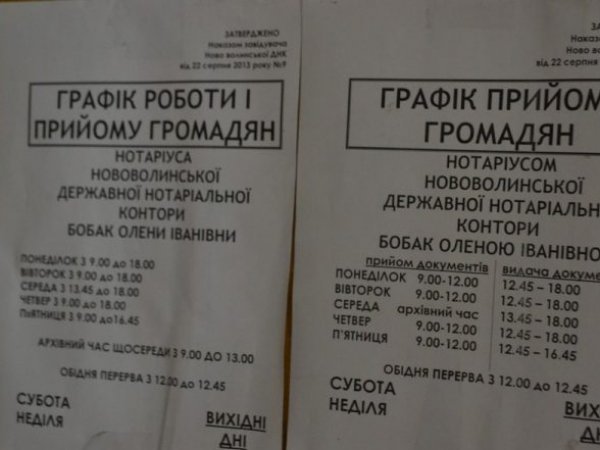 ЗАТВЕРДЖЕНО
Наказом завідувача
Ново волинської ДНК
від 22 серпня 2013 року №9
ГРАФІК РОБОТИ І
ПРИЙОМУ ГРОМАДЯН
НОТАРІУСА
НОВОВОЛИНСЬКОЇ
ДЕРЖАВНОЇ НОТАРІАЛЬНОЇ
КОНТОРИ
БОБАК ОЛЕНИ ІВАНІВНИ
ПОНЕДІЛОК З 9.00 до 18.00
ВІВТОРОК З 9.00 до 18.00
СЕРЕДА З 13.45 до 18.00
ЧЕТВЕР З 9.00 до 18.00
П'ЯТНИЦЯ З 9.00 до 16.45
АРХІВНИЙ ЧАС ЩОСЕРЕДИ З 9.00 ДО 13.00
ОБІДНЯ ПЕРЕРВА З 12.00 до 12.45
СУБОТА
НЕДІЛЯ
ВИХІДНІ
ДНІ
ЗА
Наказо
Ново во
від 22 серпня
ГРАФІК ПРИЙОМ
ГРОМАДЯН
НОТАРІУСОМ
НОВОВОЛИНСЬКОЇ
ДЕРЖАВНОЇ НОТАРІАЛЬН
КОНТОРИ
БОБАК ОЛЕНОЮ ІВАНІВНО
прийом документів видача докуме
ПОНЕДІЛОК 9.00-12.00 12.45 – 18.00
ВІВТОРОК 9.00-12.00 12.45 – 18.00
СЕРЕДА архівний час 13.45 – 18.00
ЧЕТВЕР 9.00-12.00 12.45 – 18.00
П'ЯТНИЦЯ 9.00-12.00 12.45 – 16.45
ОБІДНЯ ПЕРЕРВА З 12.00 до 12.45
СУБОТА
НЕДІЛЯ
ВИХ